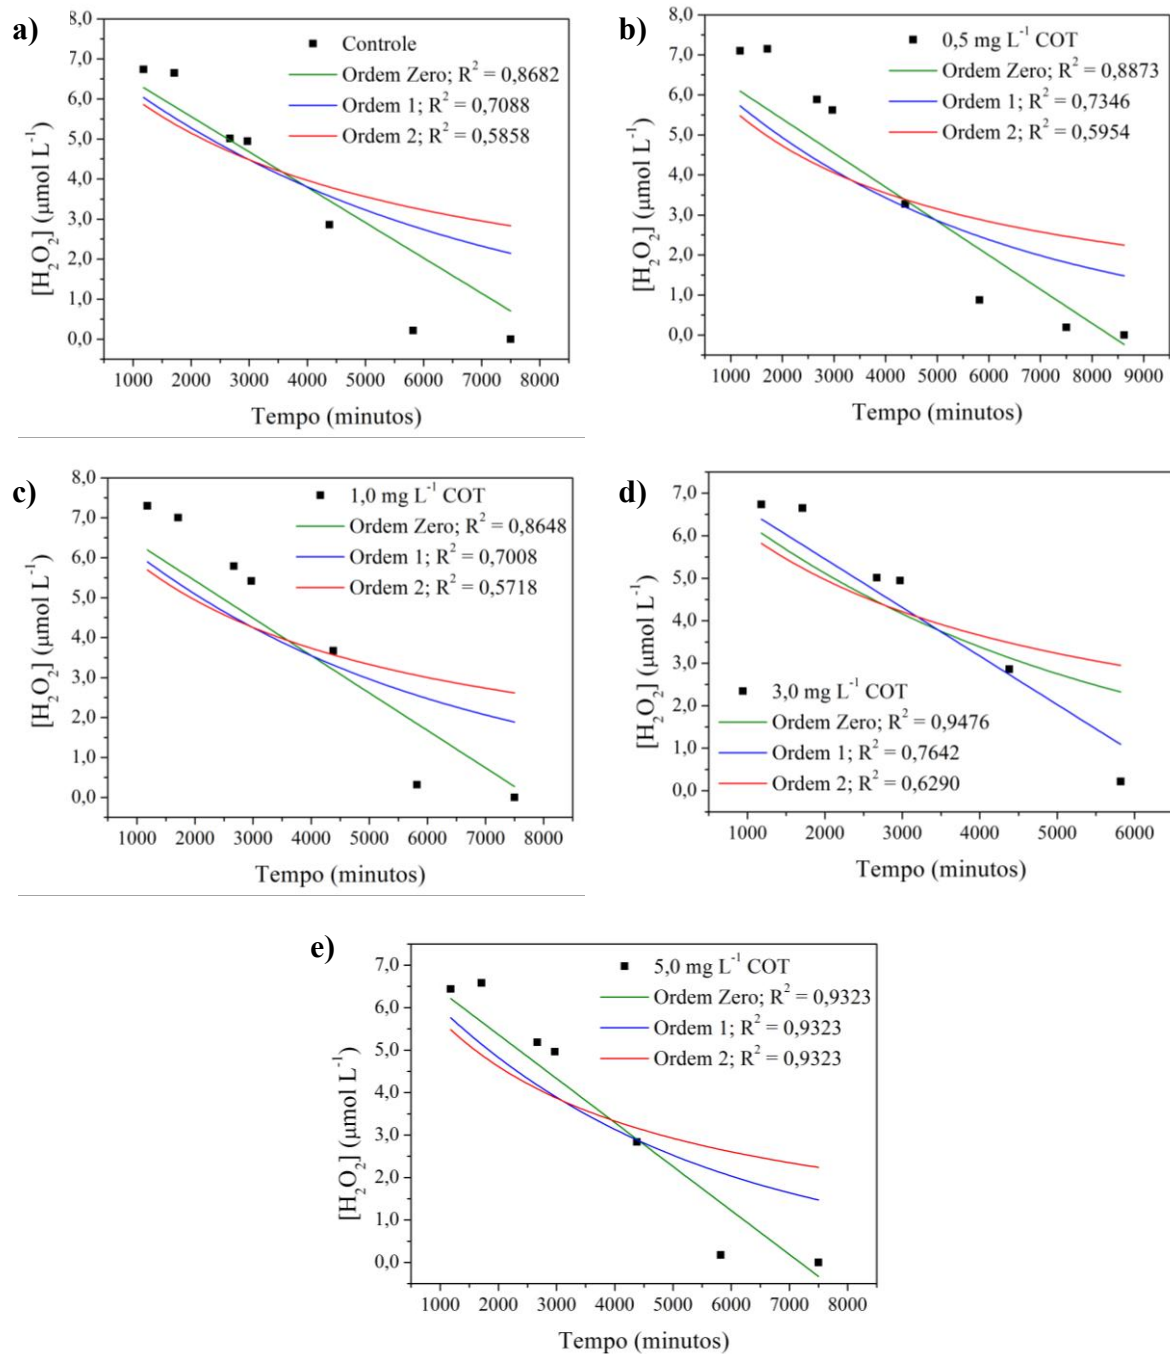 a)
Controle
Ordem Zero; R² = 0,8682
Ordem 1; R² = 0,7088
Ordem 2; R² = 0,5858
[H₂O₂] (µmol L⁻¹)
8,0
7,0
6,0
5,0
4,0
3,0
2,0
1,0
0,0
1000 2000 3000 4000 5000 6000 7000 8000
Tempo (minutos)
b)
0,5 mg L⁻¹ COT
Ordem Zero; R² = 0,8873
Ordem 1; R² = 0,7346
Ordem 2; R² = 0,5954
[H₂O₂] (µmol L⁻¹)
8,0
7,0
6,0
5,0
4,0
3,0
2,0
1,0
0,0
1000 2000 3000 4000 5000 6000 7000 8000 9000
Tempo (minutos)
c)
1,0 mg L⁻¹ COT
Ordem Zero; R² = 0,8648
Ordem 1; R² = 0,7008
Ordem 2; R² = 0,5718
[H₂O₂] (µmol L⁻¹)
8,0
7,0
6,0
5,0
4,0
3,0
2,0
1,0
0,0
1000 2000 3000 4000 5000 6000 7000 8000
Tempo (minutos)
d)
3,0 mg L⁻¹ COT
Ordem Zero; R² = 0,9476
Ordem 1; R² = 0,7642
Ordem 2; R² = 0,6290
[H₂O₂] (µmol L⁻¹)
7,0
6,0
5,0
4,0
3,0
2,0
1,0
0,0
1000 2000 3000 4000 5000 6000
Tempo (minutos)
e)
5,0 mg L⁻¹ COT
Ordem Zero; R² = 0,9323
Ordem 1; R² = 0,9323
Ordem 2; R² = 0,9323
[H₂O₂] (µmol L⁻¹)
7,0
6,0
5,0
4,0
3,0
2,0
1,0
0,0
1000 2000 3000 4000 5000 6000 7000 8000
Tempo (minutos)